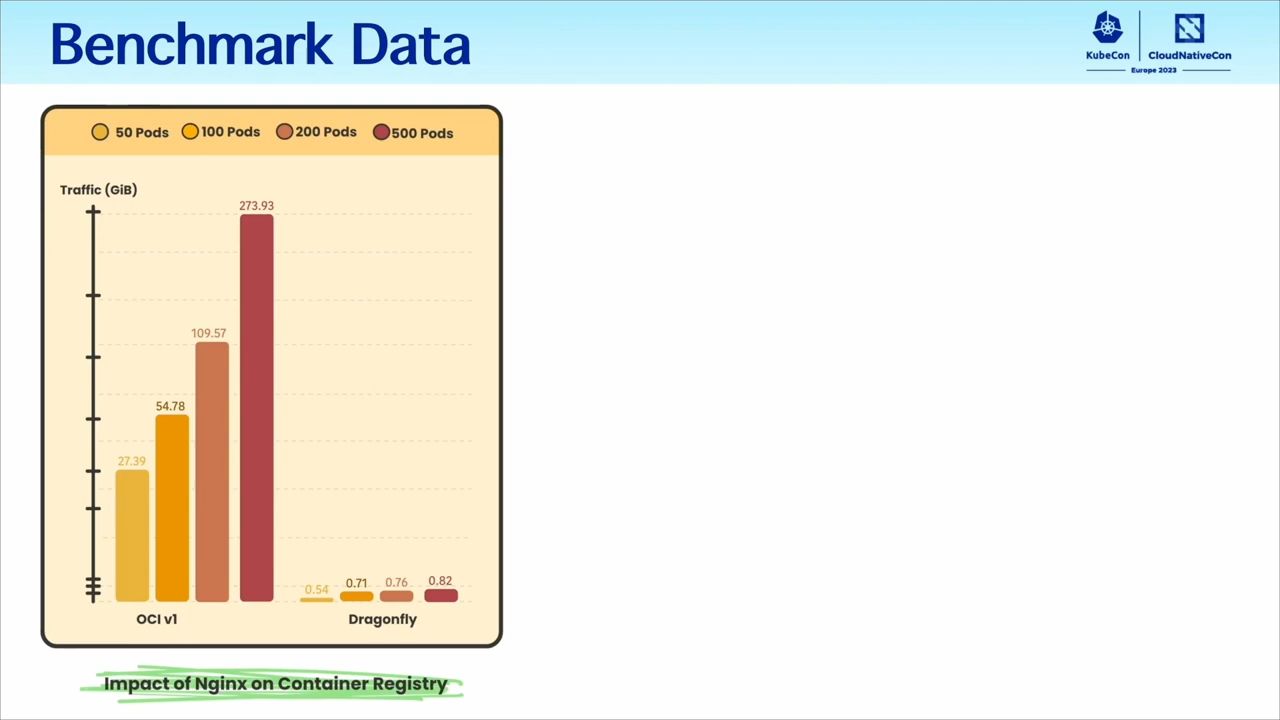 Benchmark Data
KubeCon
CloudNativeCon
Europe 2023
50 Pods
100 Pods
200 Pods
500 Pods
Traffic (GiB)
273.93
109.57
54.78
27.39
0.54
0.71
0.76
0.82
OCI v1
Dragonfly
Impact of Nginx on Container Registry